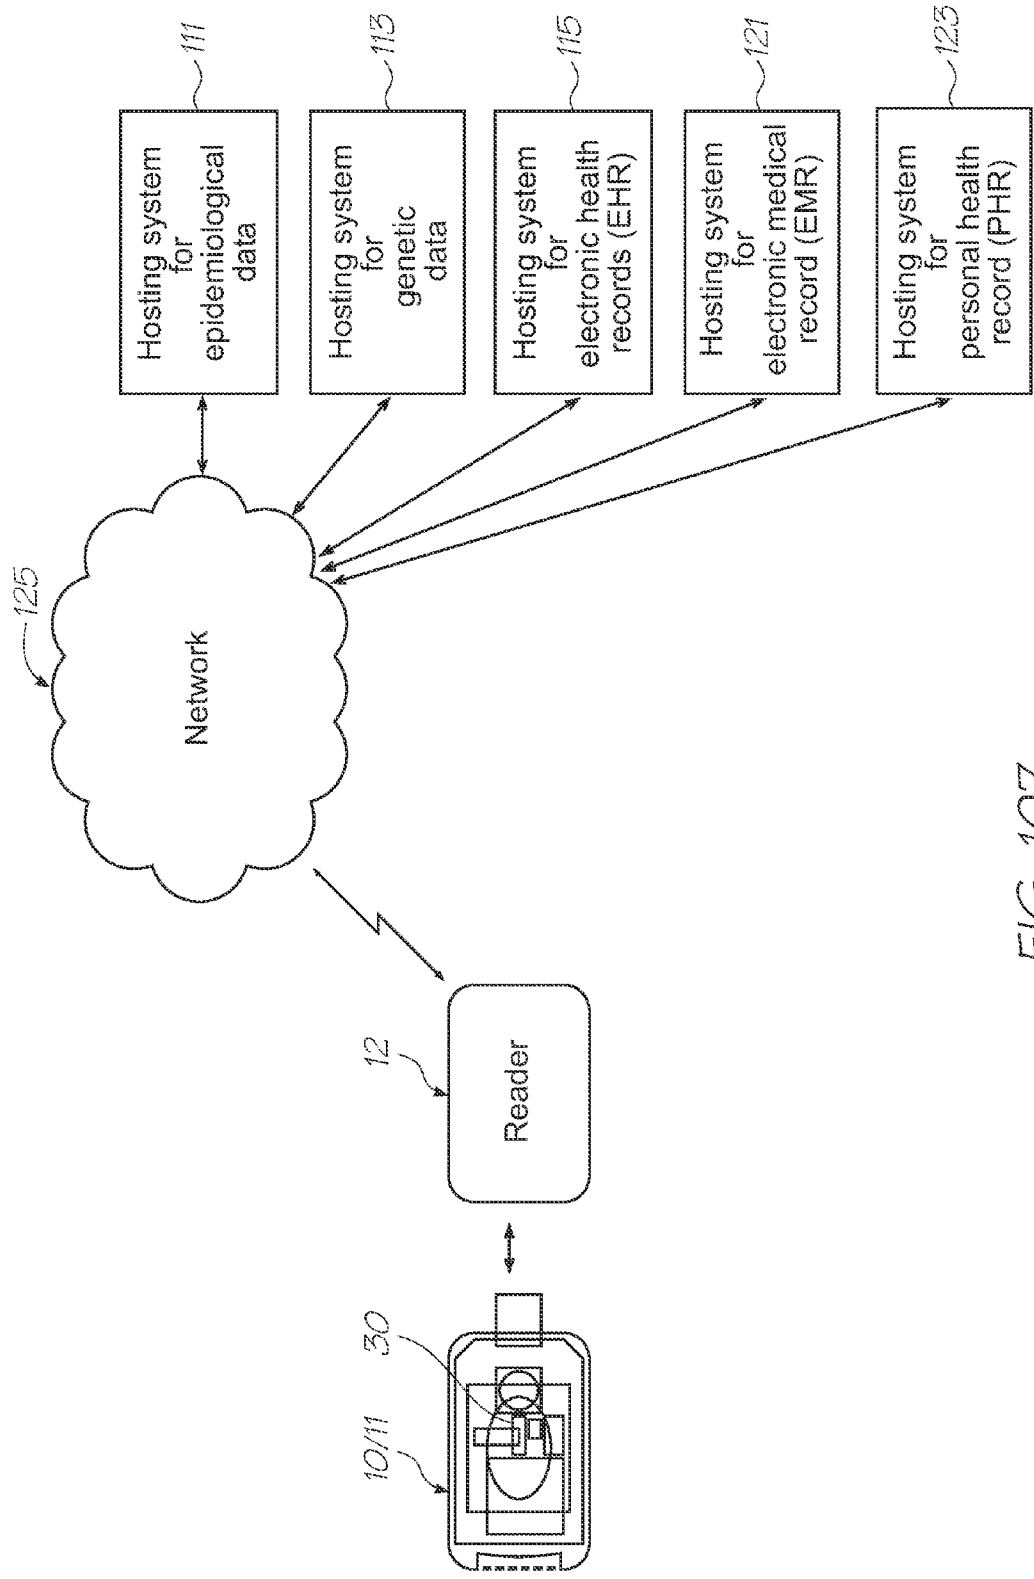 10/11
30
12
Reader
125
Network
Hosting system
for
epidemiological
data
111
Hosting system
for
genetic
data
113
Hosting system
for
electronic health
records (EHR)
115
Hosting system
for
electronic medical
record (EMR)
121
Hosting system
for
personal health
record (PHR)
123
FIG. 107